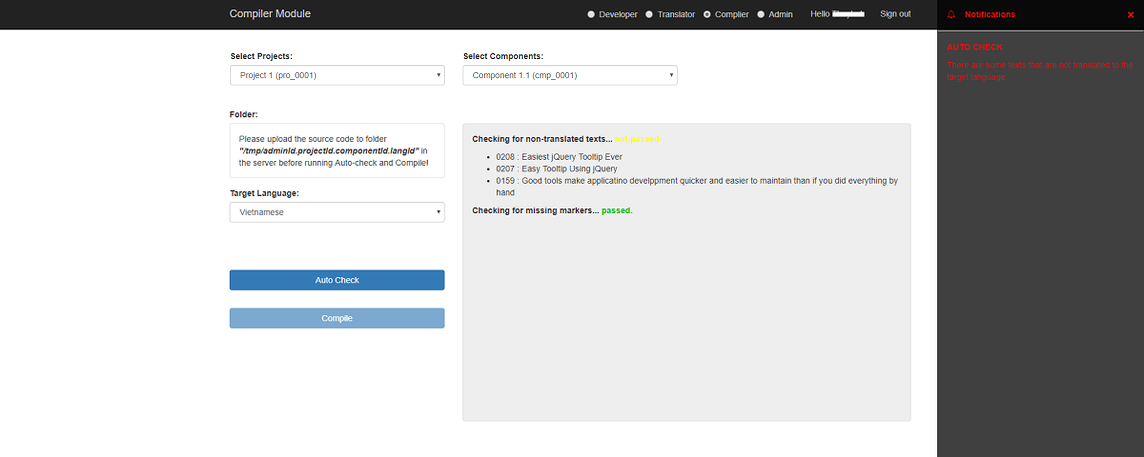 Compiler Module
Developer Translator Complier Admin Hello Sign out
Notifications
Select Projects:
Project 1 (pro_0001)
Select Components:
Component 1.1 (cmp_0001)
AUTO CHECK
There are some texts that are not translated to the
target language.
Folder:
Please upload the source code to folder
"/tmp/adminId.projectId.componentId.langId" in
the server before running Auto-check and Compile!
Target Language:
Vietnamese
Auto Check
Compile
Checking for non-translated texts... not passed.
0208 : Easiest jQuery Tooltip Ever
0207 : Easy Tooltip Using jQuery
0159 : Good tools make applicatino developpment quicker and easier to maintain than if you did everything by
hand
Checking for missing markers... passed.